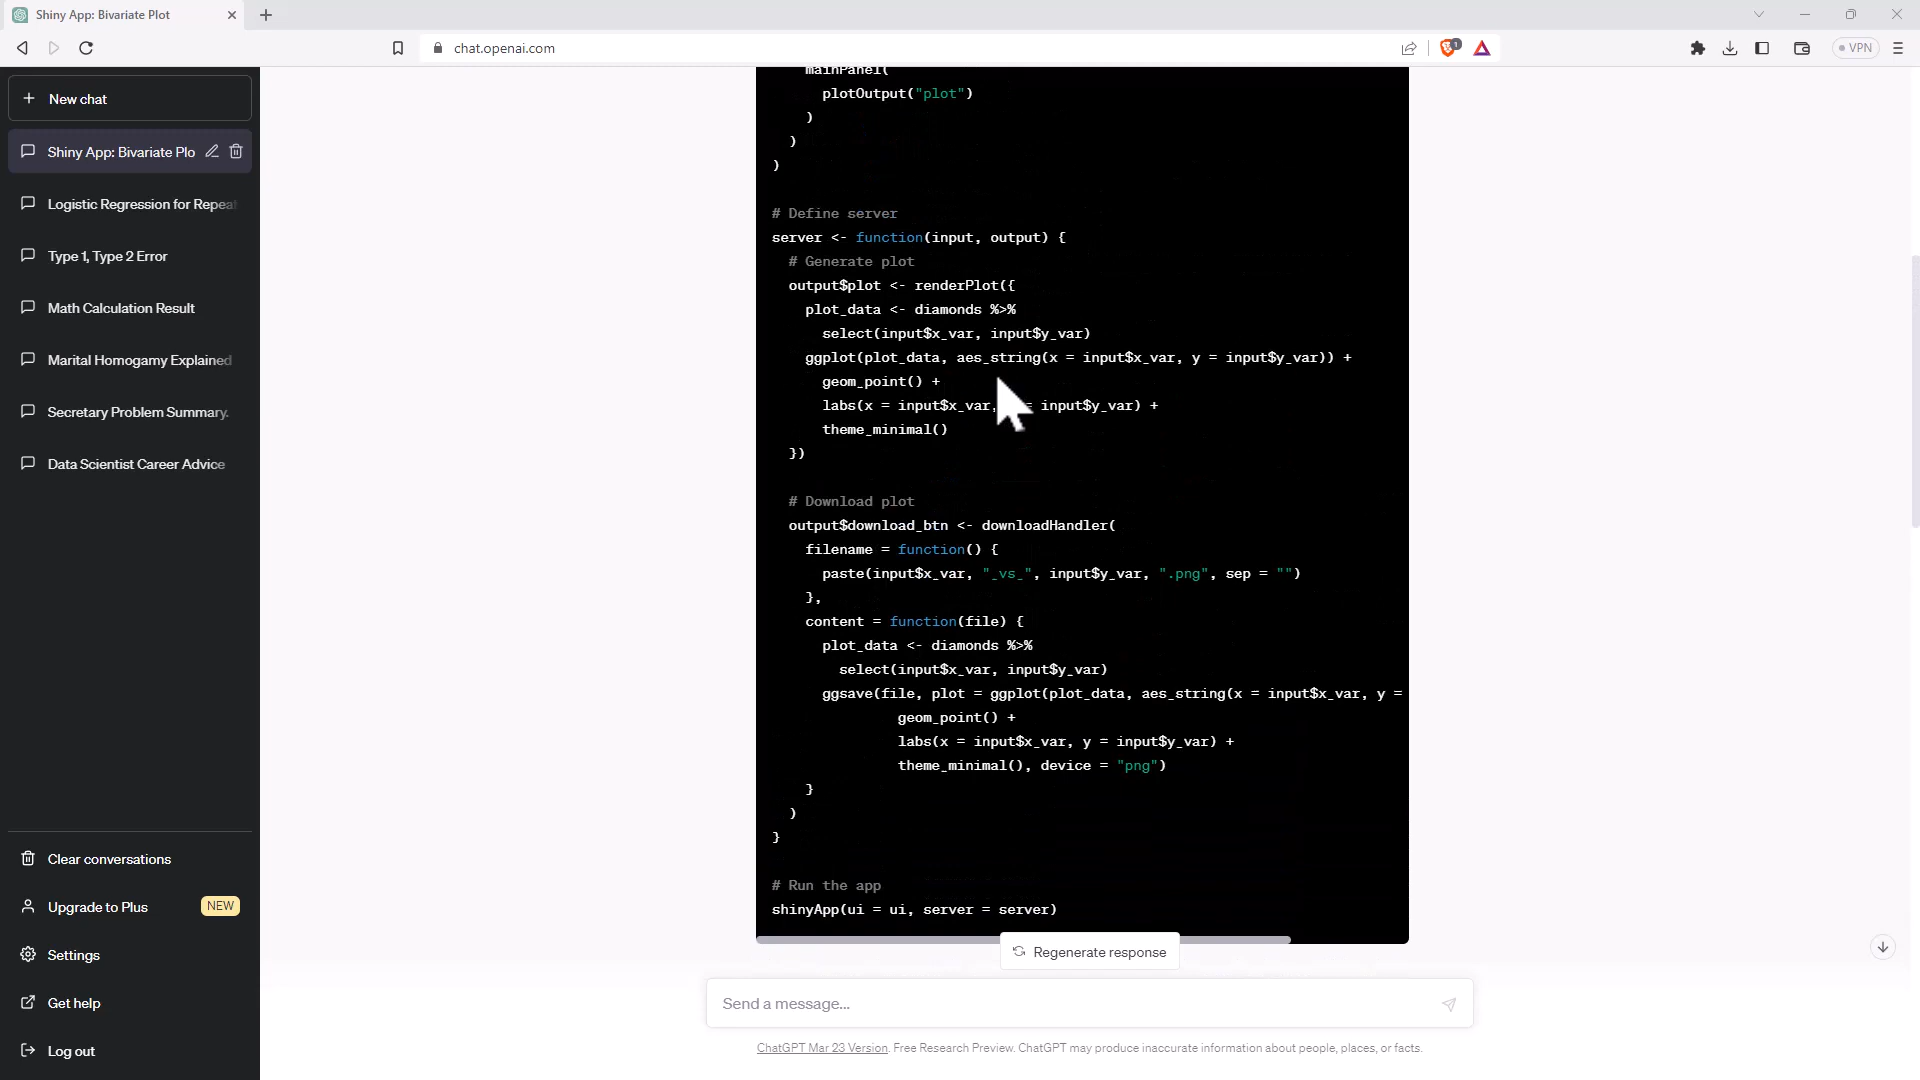 Shiny App: Bivariate Plot
chat.openai.com
1
VPN
New chat
Shiny App: Bivariate Plo
Logistic Regression for Repea
Type 1, Type 2 Error
Math Calculation Result
Marital Homogamy Explained
Secretary Problem Summary.
Data Scientist Career Advice
Clear conversations
Upgrade to Plus
NEW
Settings
Get help
Log out
mainPanel(
plotOutput("plot")
)
)
)
# Define server
server <- function(input, output) {
# Generate plot
output$plot <- renderPlot({
plot_data <- diamonds %>%
select(input$x_var, input$y_var)
ggplot(plot_data, aes_string(x = input$x_var, y = input$y_var)) +
geom_point() +
labs(x = input$x_var, = input$y_var) +
theme_minimal()
})
# Download plot
output$download_btn <- downloadHandler(
filename = function() {
paste(input$x_var, "_vs_", input$y_var, ".png", sep = "")
},
content = function(file) {
plot_data <- diamonds %>%
select(input$x_var, input$y_var)
ggsave(file, plot = ggplot(plot_data, aes_string(x = input$x_var, y =
geom_point() +
labs(x = input$x_var, y = input$y_var) +
theme_minimal(), device = "png")
}
)
}
# Run the app
shinyApp(ui = ui, server = server)
Regenerate response
Send a message...
ChatGPT Mar 23 Version. Free Research Preview. ChatGPT may produce inaccurate information about people, places, or facts.